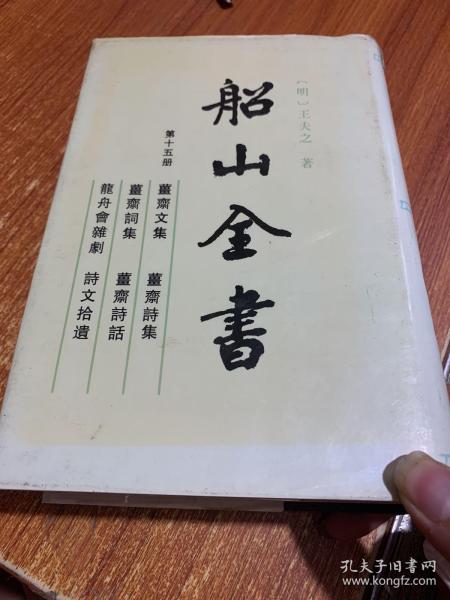 〔明〕王夫之 著
船山全書
第十五册
薑齋文集 薑齋詩集
薑齋詞集 薑齋詩話
龍舟會雜劇 詩文拾遺
孔夫子旧书网
www.kongfz.com